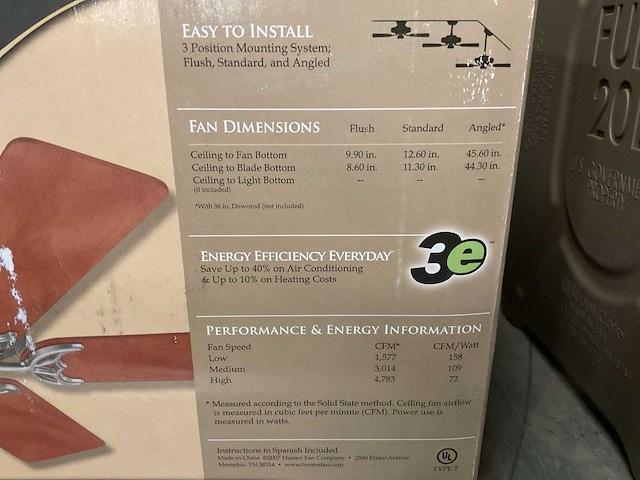 EASY TO INSTALL
3 Position Mounting System;
Flush, Standard, and Angled
FAN DIMENSIONS Flush Standard Angled*
Ceiling to Fan Bottom 9.90 in. 12.60 in. 45.60 in.
Ceiling to Blade Bottom 8.60 in. 11.30 in. 44.30 in.
Ceiling to Light Bottom -- -- --
(if included)
*With 36 in. Downrod (not included)
ENERGY EFFICIENCY EVERYDAY™
Save Up to 40% on Air Conditioning
& Up to 10% on Heating Costs
3e™
PERFORMANCE & ENERGY INFORMATION
Fan Speed CFM* CFM/Watt
Low 1,577 158
Medium 3,014 109
High 4,783 72
* Measured according to the Solid State method. Ceiling fan airflow
is measured in cubic feet per minute (CFM). Power use is
measured in watts.
Instructions in Spanish Included
Made in China ©2007 Hunter Fan Company • 2500 Frisco Avenue
Memphis, TN 38114 • www.hunterfan.com
UL
TYPE T
FU
20
U.S. GOVERNM
PROPERTY